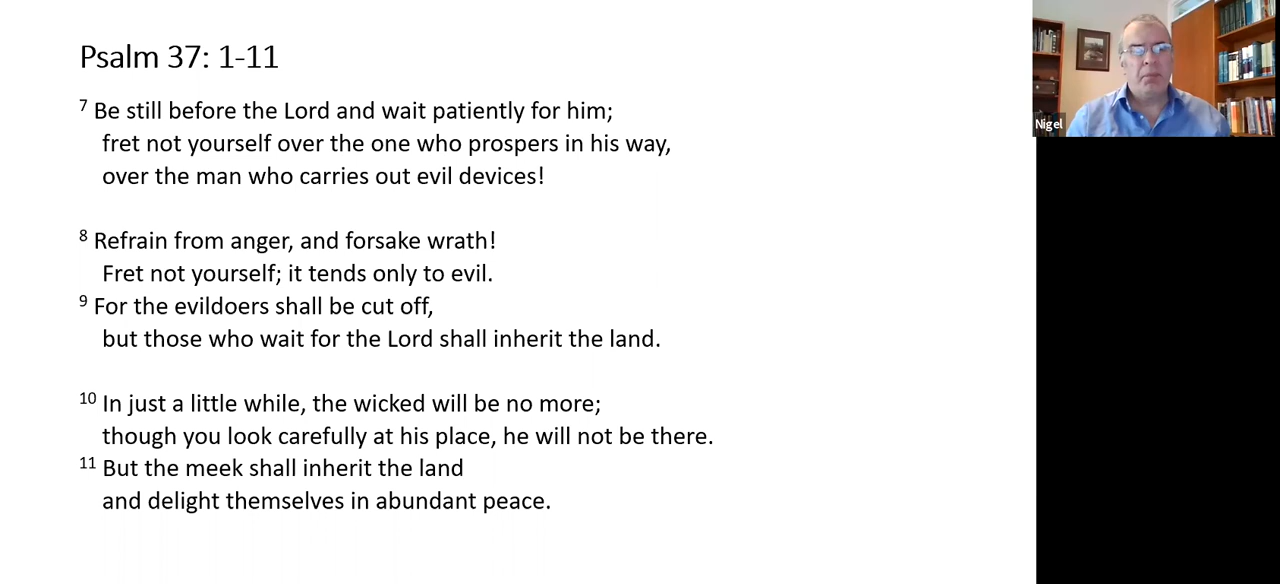 Psalm 37: 1-11
7 Be still before the Lord and wait patiently for him;
fret not yourself over the one who prospers in his way,
over the man who carries out evil devices!
8 Refrain from anger, and forsake wrath!
Fret not yourself; it tends only to evil.
9 For the evildoers shall be cut off,
but those who wait for the Lord shall inherit the land.
10 In just a little while, the wicked will be no more;
though you look carefully at his place, he will not be there.
11 But the meek shall inherit the land
and delight themselves in abundant peace.
Nigel